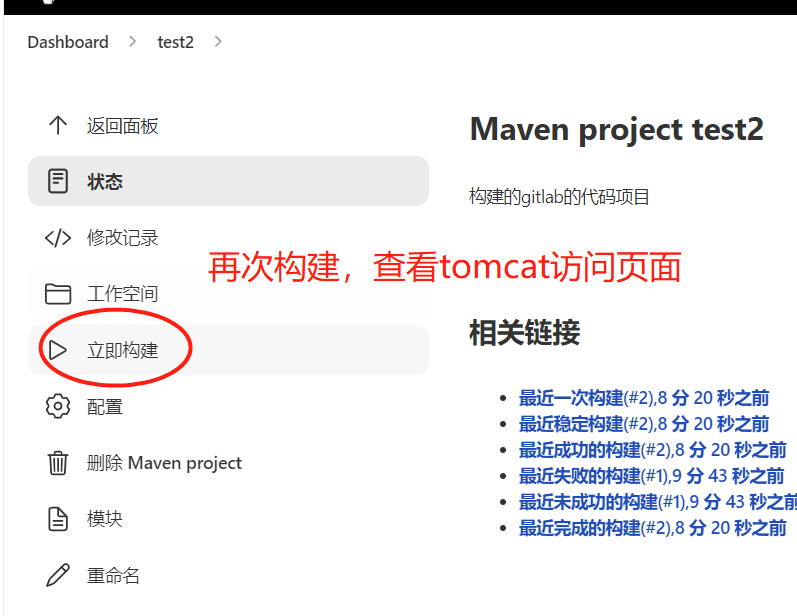 Dashboard > test2 >
返回面板
状态
修改记录
工作空间
立即构建
配置
删除 Maven project
模块
重命名
Maven project test2
构建的gitlab的代码项目
再次构建，查看tomcat访问页面
相关链接
最近一次构建(#2),8 分 20 秒之前
最近稳定构建(#2),8 分 20 秒之前
最近成功的构建(#2),8 分 20 秒之前
最近失败的构建(#1),9 分 43 秒之前
最近未成功的构建(#1),9 分 43 秒之前
最近完成的构建(#2),8 分 20 秒之前